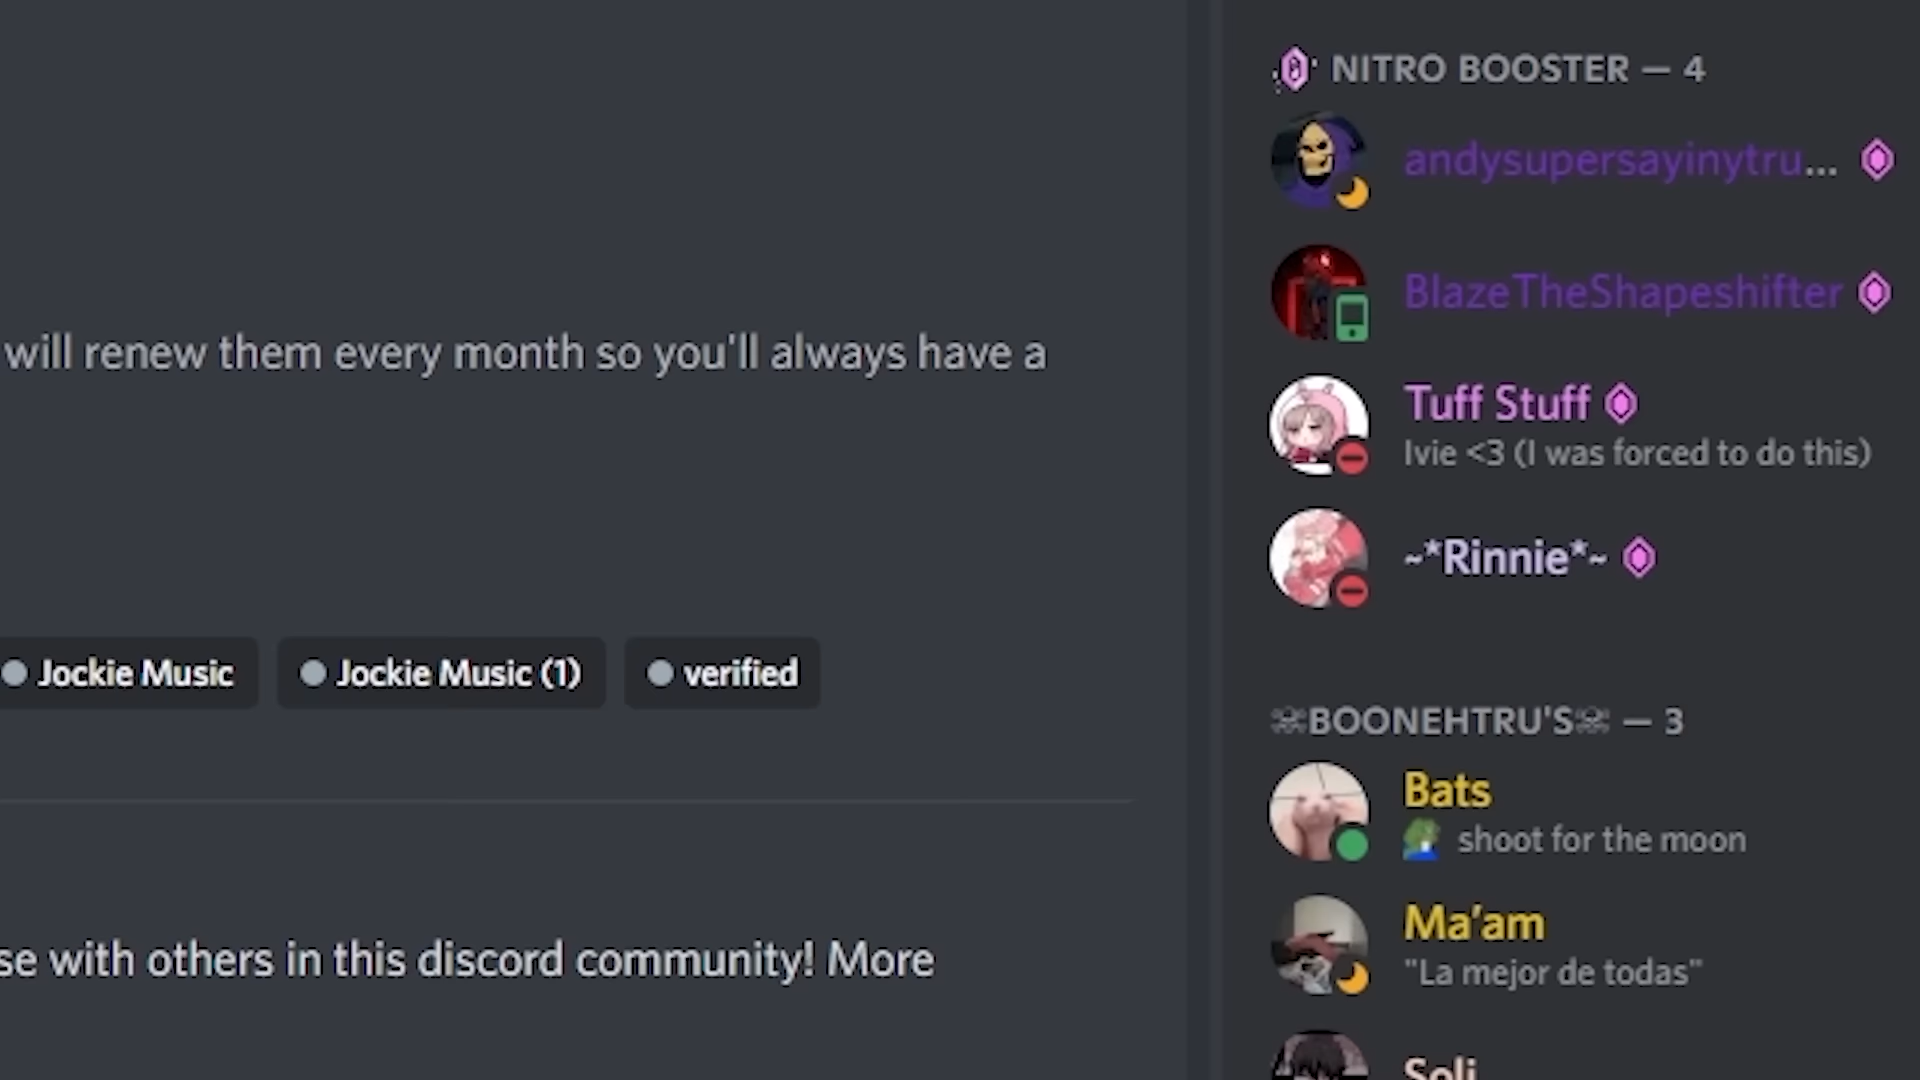 will renew them every month so you'll always have a
Jockie Music
Jockie Music (1)
verified
se with others in this discord community! More
NITRO BOOSTER — 4
andysupersayinytru...
BlazeTheShapeshifter
Tuff Stuff
Ivie <3 (I was forced to do this)
~*Rinnie*~
☠BOONEHTRU'S☠ — 3
Bats
shoot for the moon
Ma'am
"La mejor de todas"
Soli